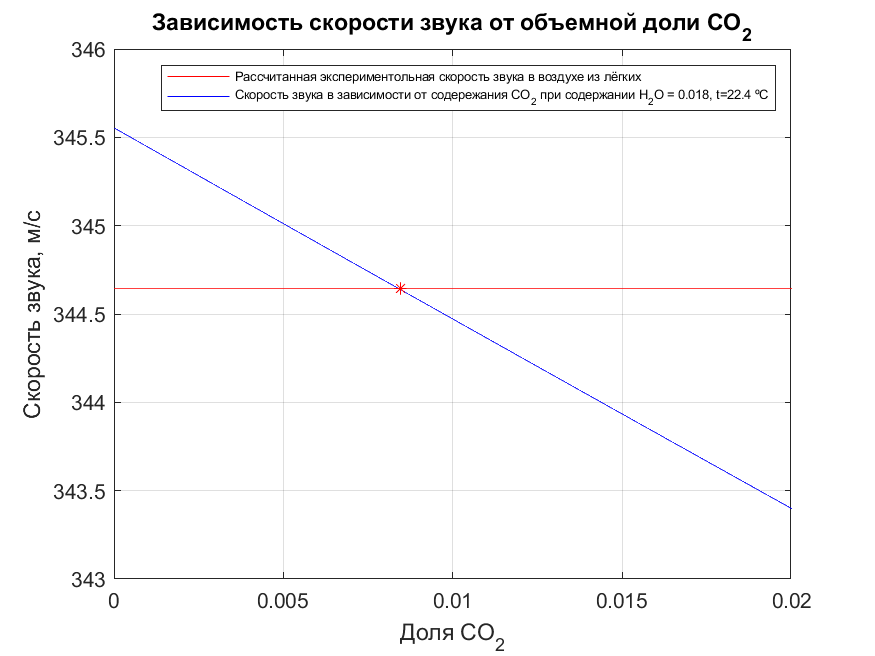 Зависимость скорости звука от объемной доли CO2
Рассчитанная экспериментольная скорость звука в воздухе из лёгких
Скорость звука в зависимости от содережания CO2 при содержании H2O = 0.018, t=22.4 ºC
346
345.5
345
344.5
344
343.5
343
Скорость звука, м/с
0 0.005 0.01 0.015 0.02
Доля CO2